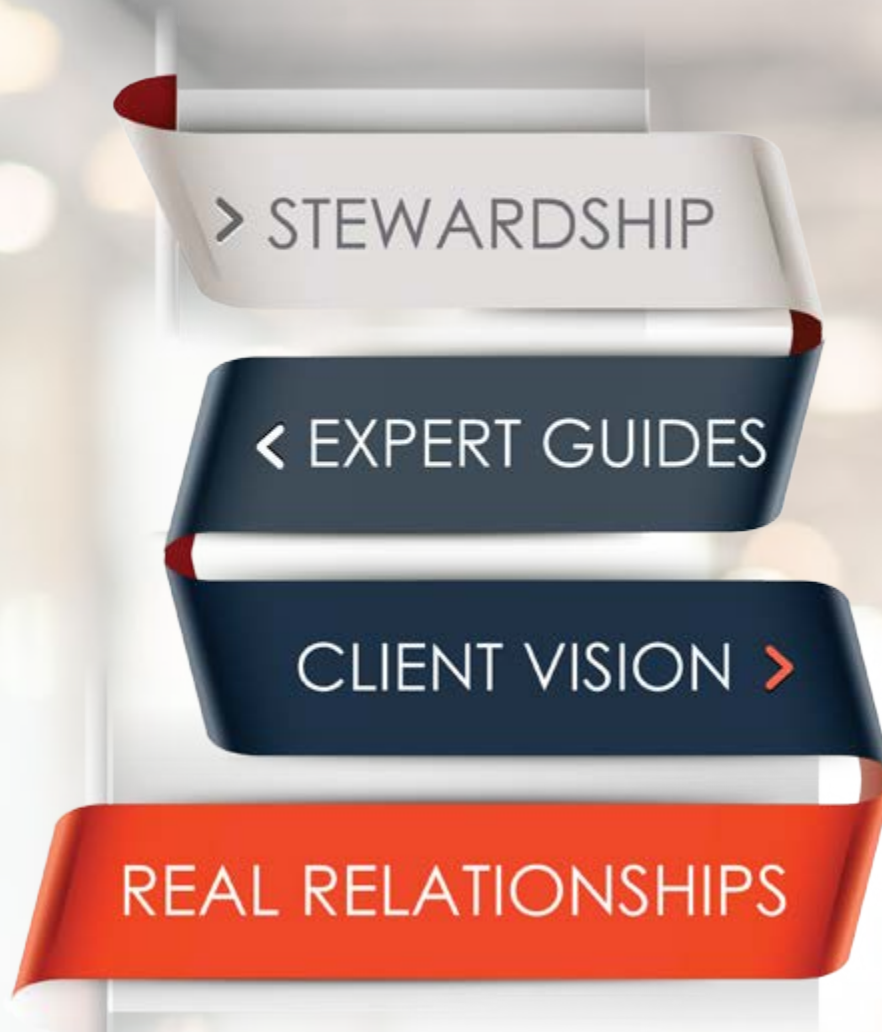 > STEWARDSHIP
< EXPERT GUIDES
CLIENT VISION >
REAL RELATIONSHIPS